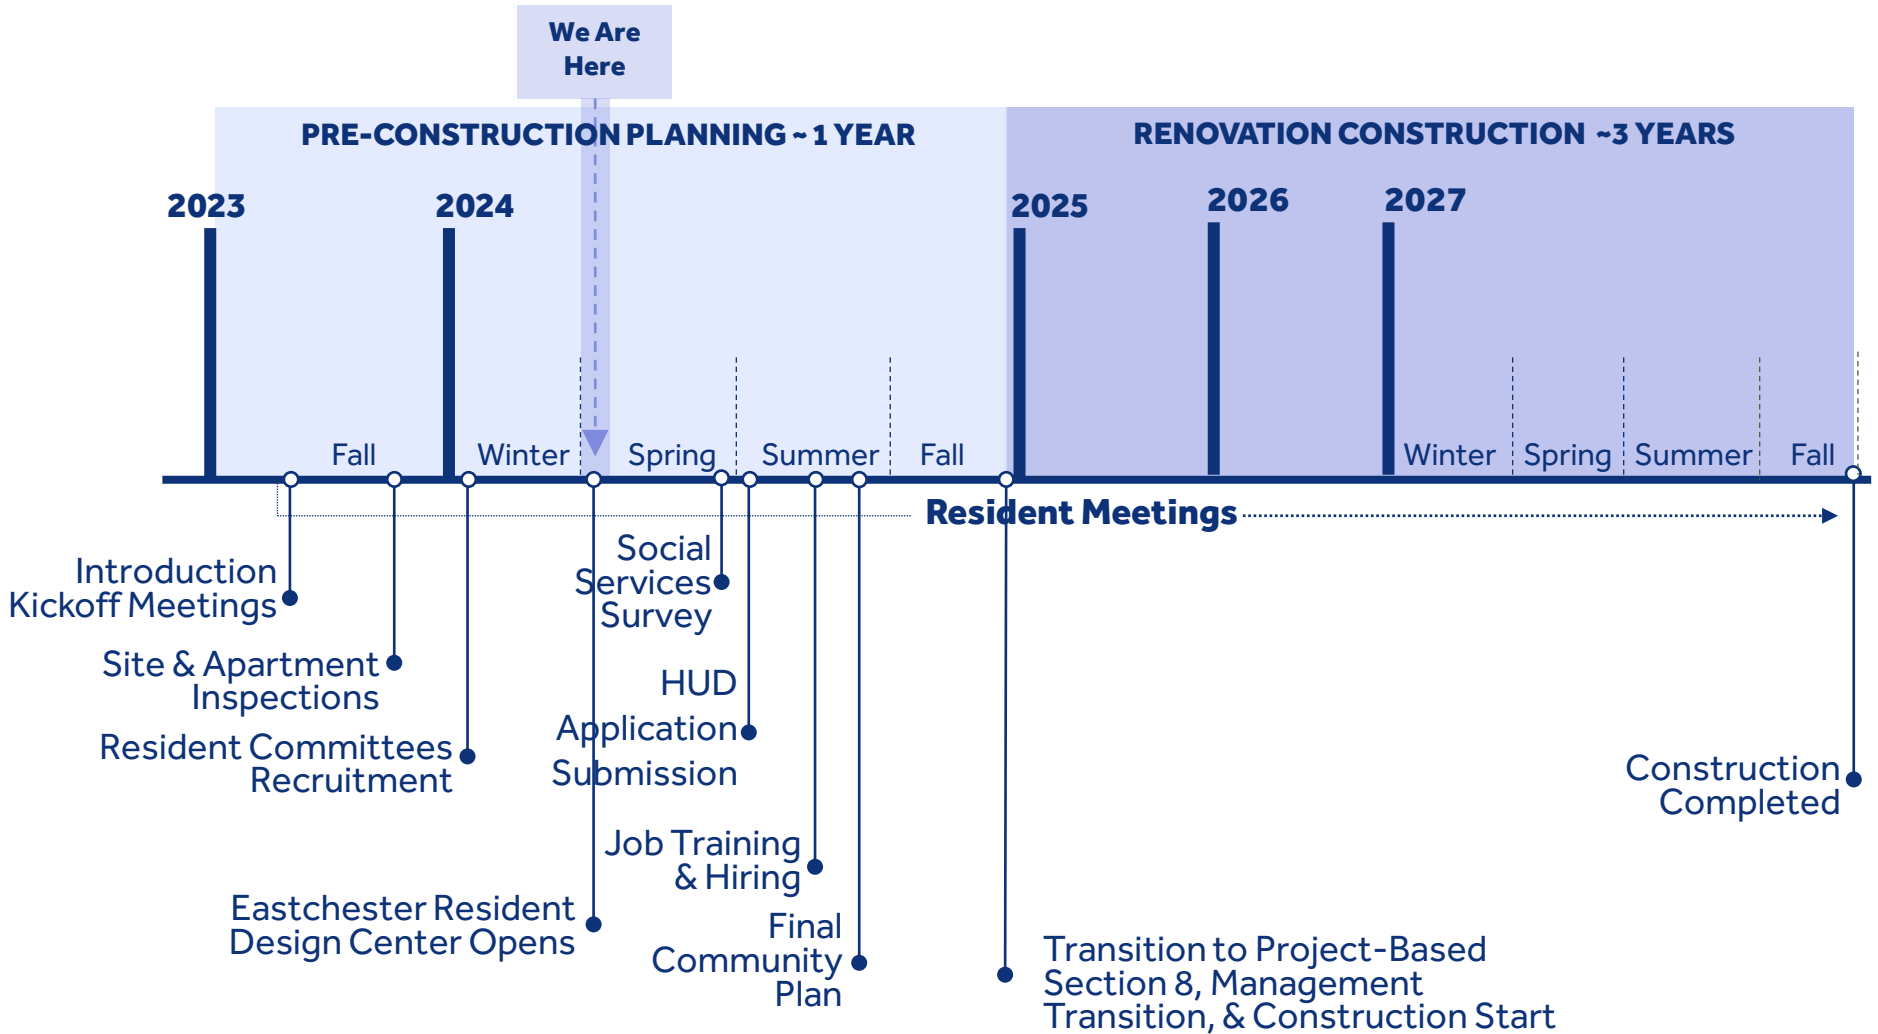 We Are
Here
PRE-CONSTRUCTION PLANNING ~ 1 YEAR
RENOVATION CONSTRUCTION ~3 YEARS
2023
2024
2025
2026
2027
Fall
Winter
Spring
Summer
Fall
Winter
Spring
Summer
Fall
Resident Meetings
Introduction
Kickoff Meetings
Site & Apartment
Inspections
Resident Committees
Recruitment
Eastchester Resident
Design Center Opens
Social
Services
Survey
HUD
Application
Submission
Job Training
& Hiring
Final
Community
Plan
Transition to Project-Based
Section 8, Management
Transition, & Construction Start
Construction
Completed